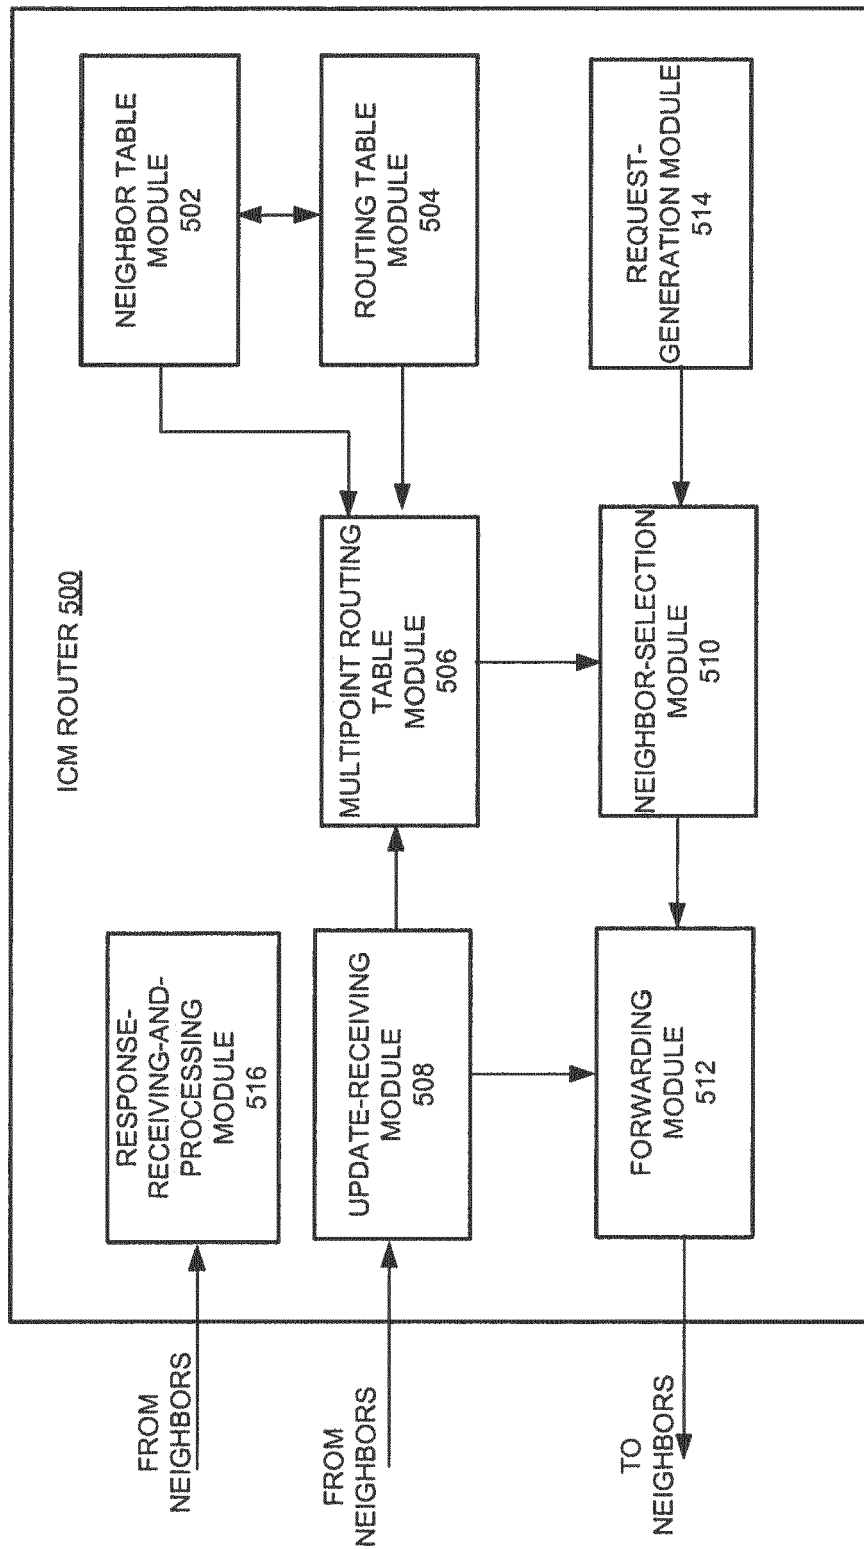 ICM ROUTER 500
FROM
NEIGHBORS
RESPONSE-
RECEIVING-AND-
PROCESSING
MODULE
516
NEIGHBOR TABLE
MODULE
502
FROM
NEIGHBORS
UPDATE-RECEIVING
MODULE
508
MULTIPOINT ROUTING
TABLE
MODULE
506
ROUTING TABLE
MODULE
504
TO
NEIGHBORS
FORWARDING
MODULE
512
NEIGHBOR-SELECTION
MODULE
510
REQUEST-
GENERATION MODULE
514